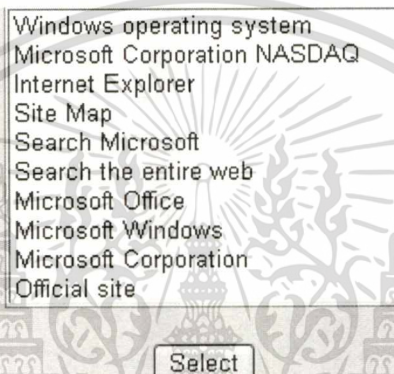 Windows operating system
Microsoft Corporation NASDAQ
Internet Explorer
Site Map
Search Microsoft
Search the entire web
Microsoft Office
Microsoft Windows
Microsoft Corporation
Official site
Select